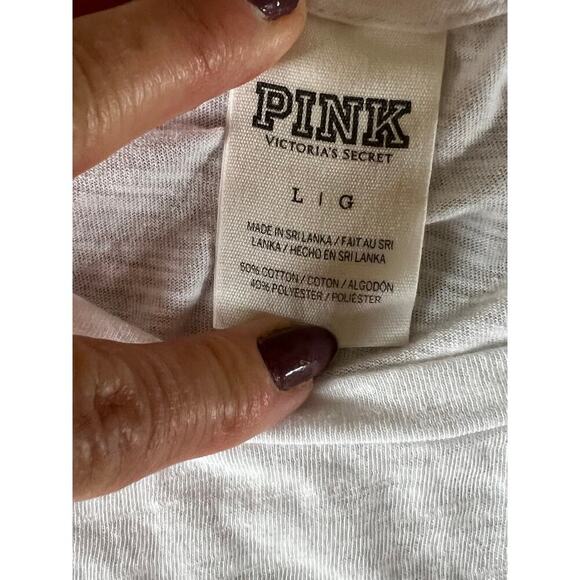 PINK
VICTORIA'S SECRET
L | G
MADE IN SRI LANKA / FAIT AU SRI
LANKA / HECHO EN SRI LANKA
60% COTTON / COTON / ALGODÓN
40% POLYESTER / POLIÉSTER